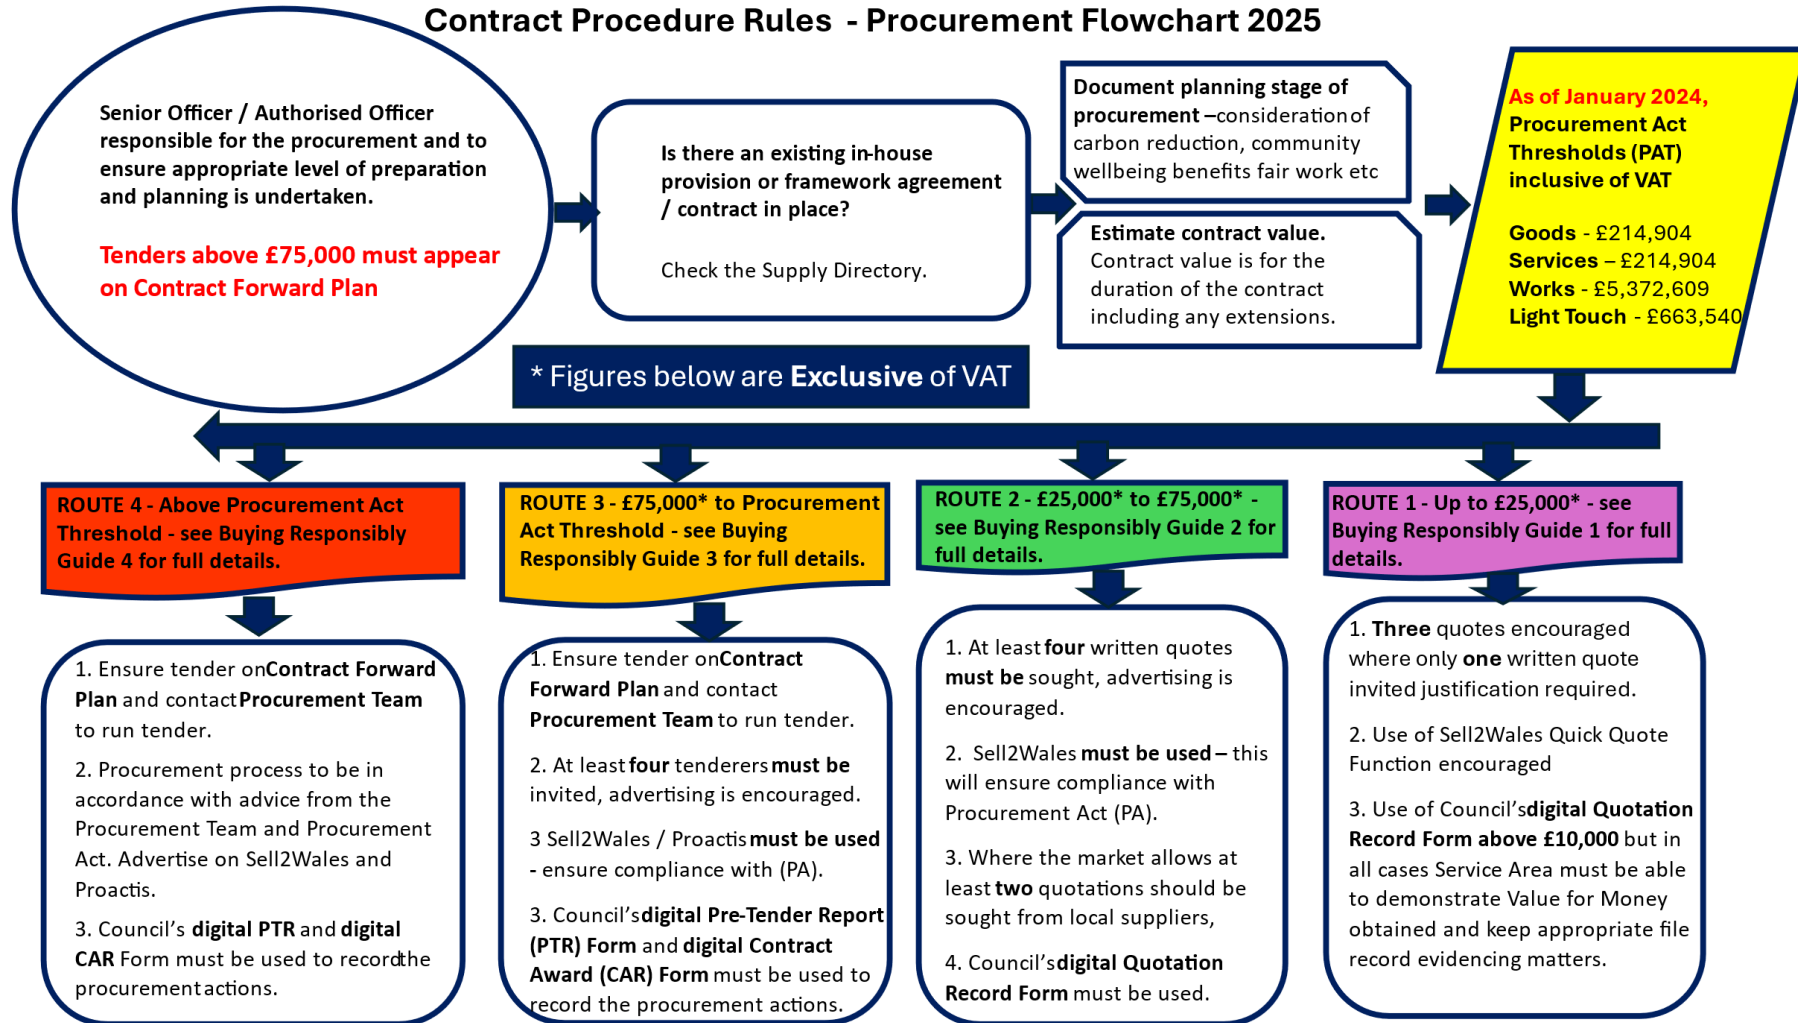 Contract Procedure Rules - Procurement Flowchart 2025
Senior Officer / Authorised Officer
responsible for the procurement and to
ensure appropriate level of preparation
and planning is undertaken.
Tenders above £75,000 must appear
on Contract Forward Plan
Is there an existing in-house
provision or framework agreement
/ contract in place?
Check the Supply Directory.
Document planning stage of
procurement – consideration of
carbon reduction, community
wellbeing benefits fair work etc
Estimate contract value.
Contract value is for the
duration of the contract
including any extensions.
As of January 2024,
Procurement Act
Thresholds (PAT)
inclusive of VAT
Goods - £214,904
Services – £214,904
Works - £5,372,609
Light Touch - £663,540
* Figures below are Exclusive of VAT
ROUTE 4 - Above Procurement Act
Threshold - see Buying Responsibly
Guide 4 for full details.
1. Ensure tender on Contract Forward
Plan and contact Procurement Team
to run tender.
2. Procurement process to be in
accordance with advice from the
Procurement Team and Procurement
Act. Advertise on Sell2Wales and
Proactis.
3. Council's digital PTR and digital
CAR Form must be used to record the
procurement actions.
ROUTE 3 - £75,000* to Procurement
Act Threshold - see Buying
Responsibly Guide 3 for full details.
1. Ensure tender on Contract
Forward Plan and contact
Procurement Team to run tender.
2. At least four tenderers must be
invited, advertising is encouraged.
3 Sell2Wales / Proactis must be used
- ensure compliance with (PA).
3. Council's digital Pre-Tender Report
(PTR) Form and digital Contract
Award (CAR) Form must be used to
record the procurement actions.
ROUTE 2 - £25,000* to £75,000* -
see Buying Responsibly Guide 2 for
full details.
1. At least four written quotes
must be sought, advertising is
encouraged.
2. Sell2Wales must be used – this
will ensure compliance with
Procurement Act (PA).
3. Where the market allows at
least two quotations should be
sought from local suppliers,
4. Council's digital Quotation
Record Form must be used.
ROUTE 1 - Up to £25,000* - see
Buying Responsibly Guide 1 for full
details.
1. Three quotes encouraged
where only one written quote
invited justification required.
2. Use of Sell2Wales Quick Quote
Function encouraged
3. Use of Council's digital Quotation
Record Form above £10,000 but in
all cases Service Area must be able
to demonstrate Value for Money
obtained and keep appropriate file
record evidencing matters.